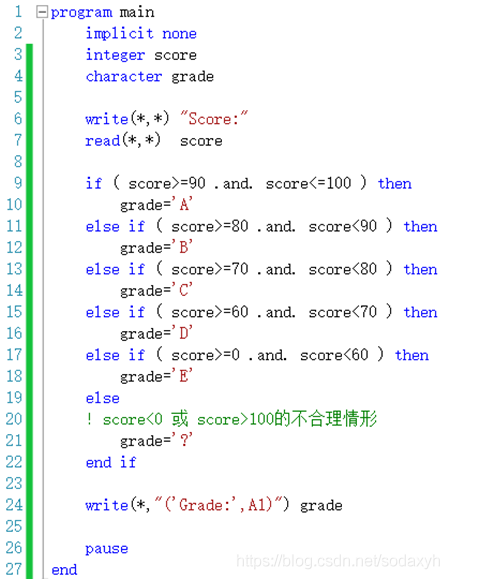 1 program main
2     implicit none
3     integer score
4     character grade
5
6     write(*,*) "Score:"
7     read(*,*)  score
8
9     if ( score>=90 .and. score<=100 ) then
10         grade='A'
11     else if ( score>=80 .and. score<90 ) then
12         grade='B'
13     else if ( score>=70 .and. score<80 ) then
14         grade='C'
15     else if ( score>=60 .and. score<70 ) then
16         grade='D'
17     else if ( score>=0 .and. score<60 ) then
18         grade='E'
19     else
20     ! score<0 或 score>100的不合理情形
21         grade='?'
22     end if
23
24     write(*,"('Grade:',A1)") grade
25
26     pause
https://blog.csdn.net/sodaxyh
27 end